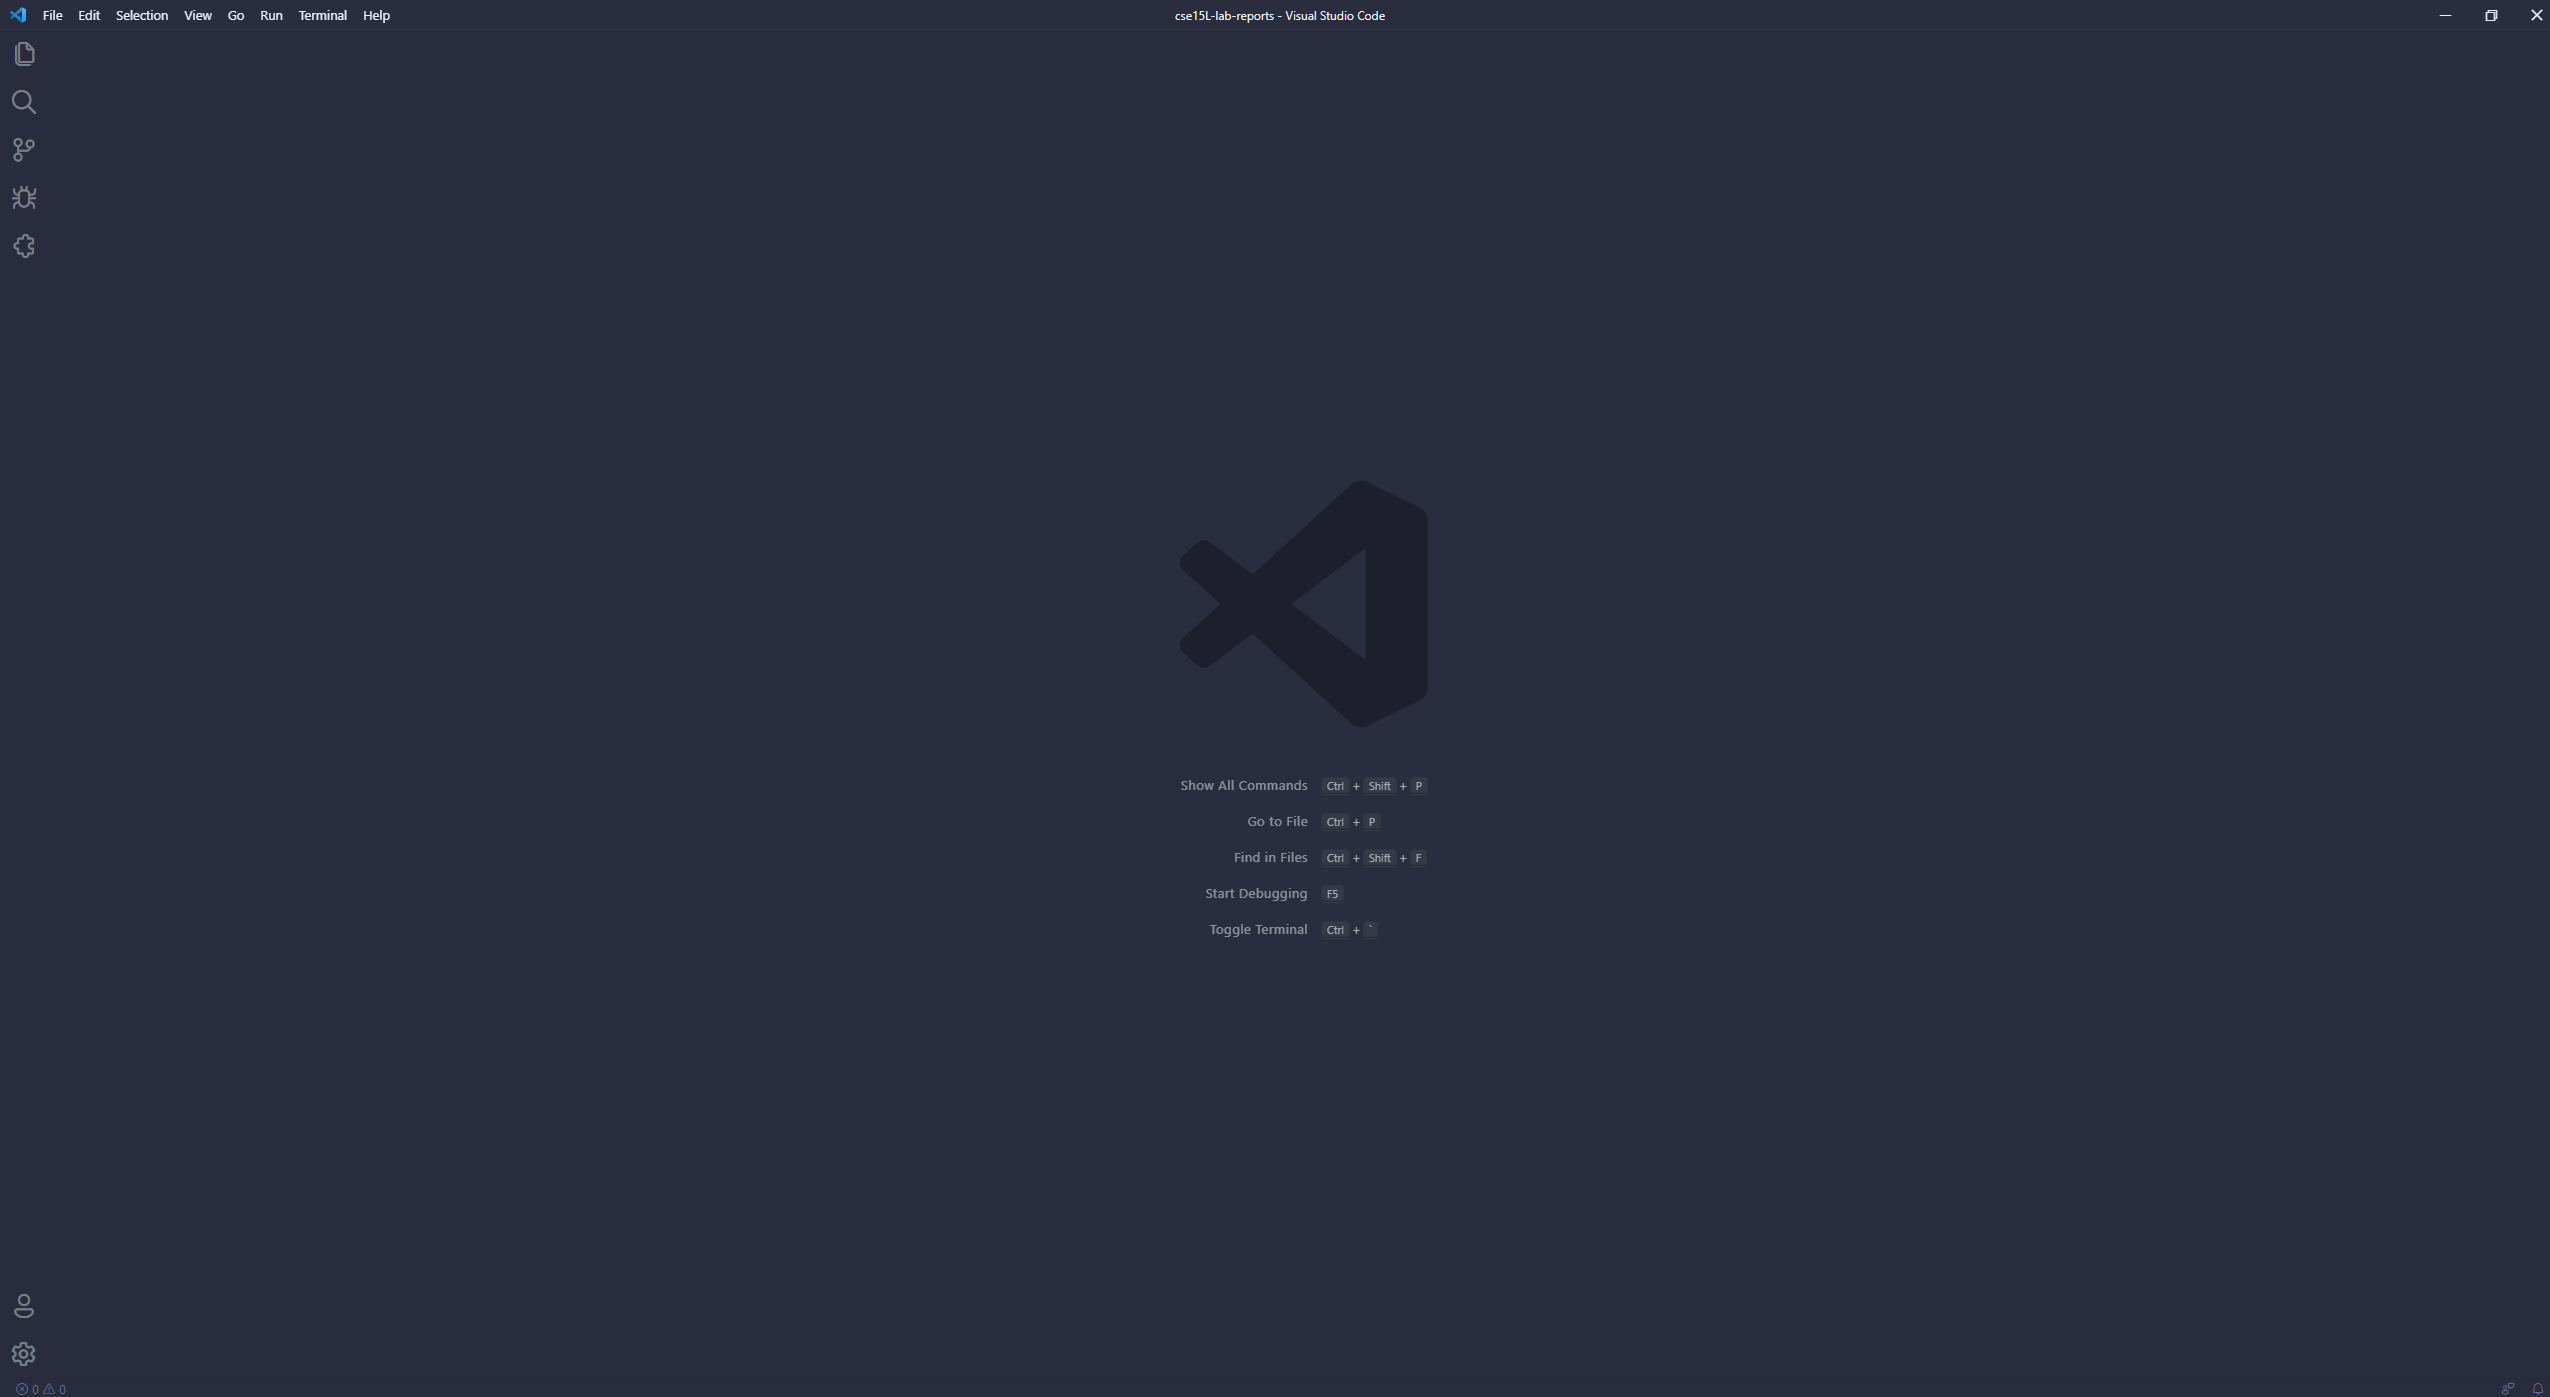 File Edit Selection View Go Run Terminal Help
cse15L-lab-reports - Visual Studio Code
Show All Commands Ctrl + Shift + P
Go to File Ctrl + P
Find in Files Ctrl + Shift + F
Start Debugging F5
Toggle Terminal Ctrl + `
0 0